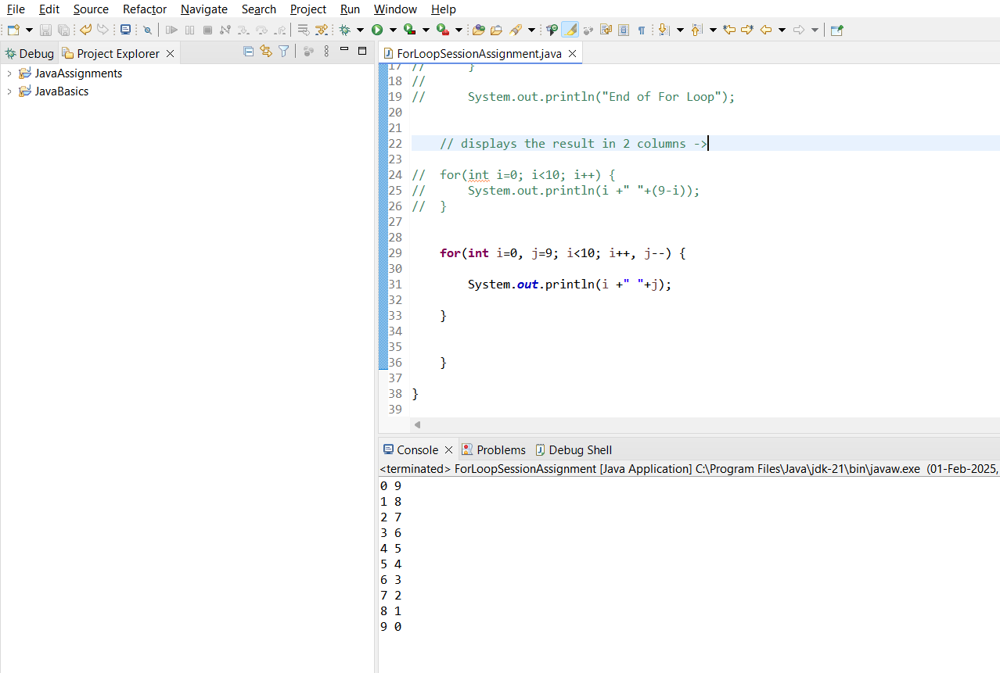 File Edit Source Refactor Navigate Search Project Run Window Help
Debug Project Explorer
JavaAssignments
JavaBasics
ForLoopSessionAssignment.java
17 // }
18 //
19 // System.out.println("End of For Loop");
20
21
22 // displays the result in 2 columns ->
23
24 // for(int i=0; i<10; i++) {
25 // System.out.println(i +" "+(9-i));
26 // }
27
28
29 for(int i=0, j=9; i<10; i++, j--) {
30
31 System.out.println(i +" "+j);
32
33 }
34
35
36 }
37
38 }
39
Console Problems Debug Shell
<terminated> ForLoopSessionAssignment [Java Application] C:\Program Files\Java\jdk-21\bin\javaw.exe (01-Feb-2025,
0 9
1 8
2 7
3 6
4 5
5 4
6 3
7 2
8 1
9 0